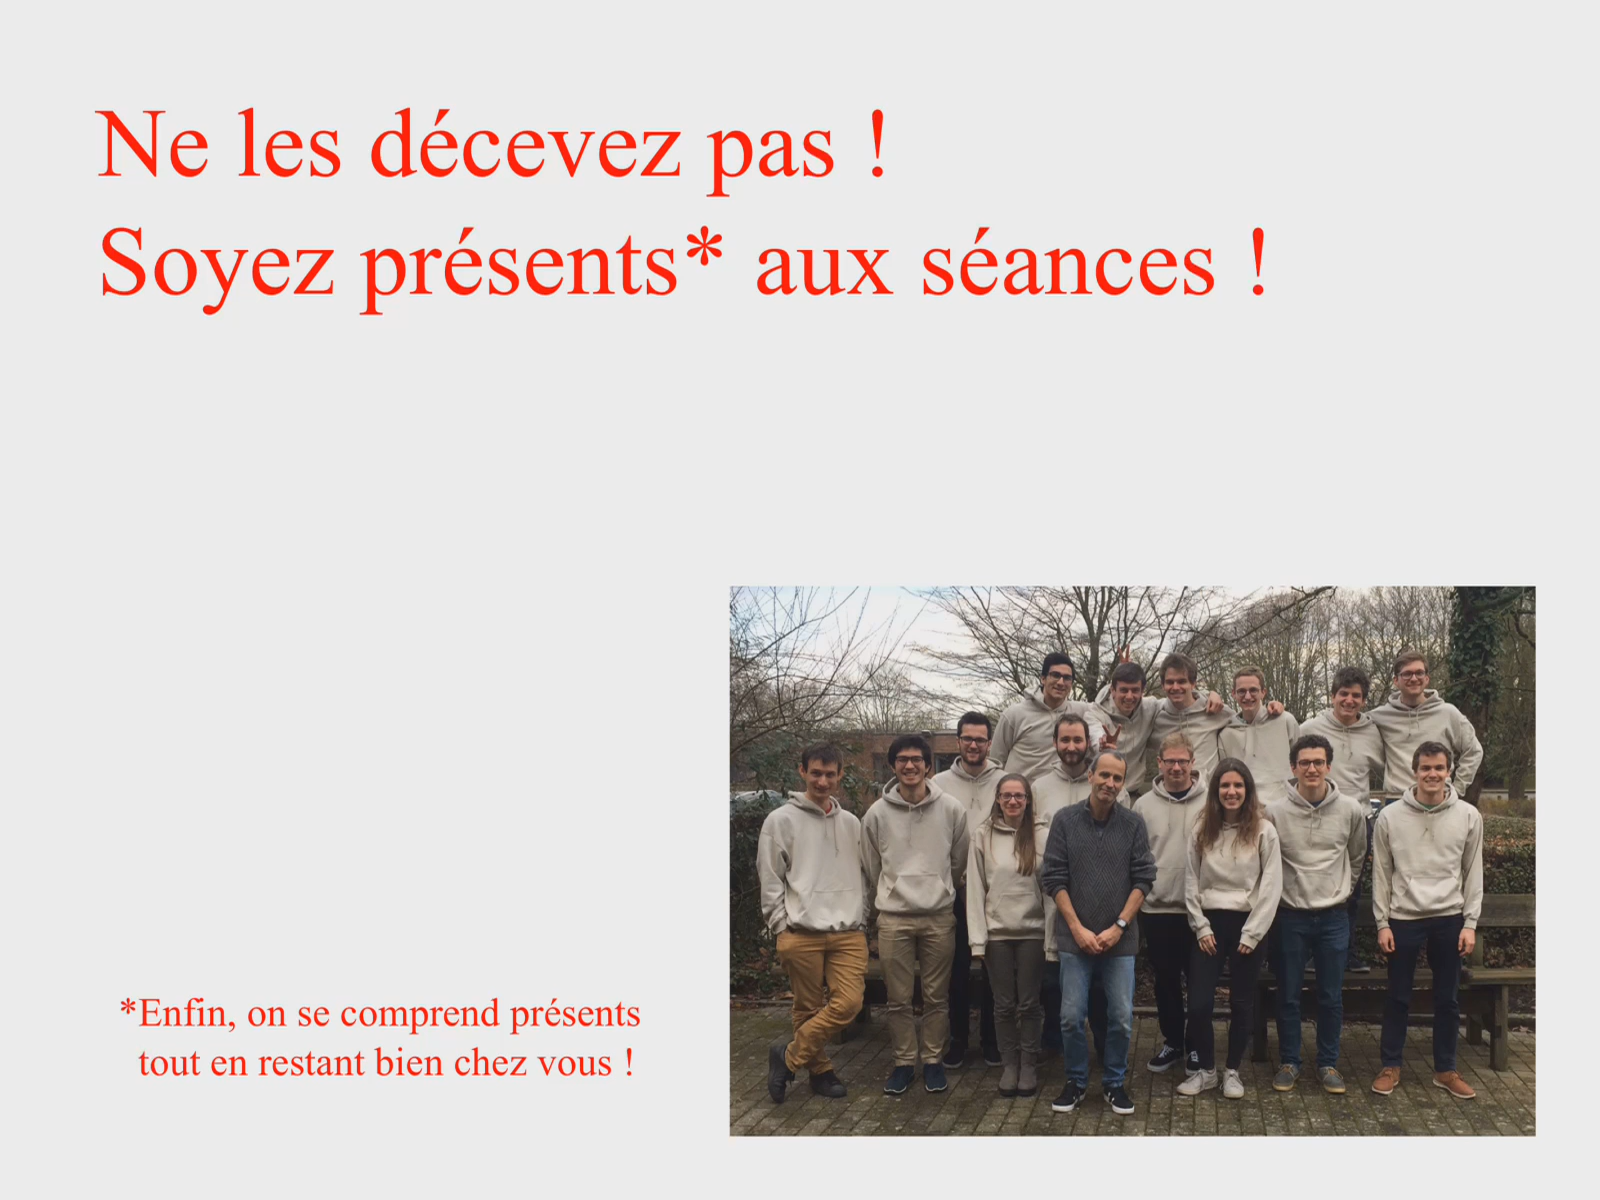 Ne les décevez pas !
Soyez présents* aux séances !
*Enfin, on se comprend présents
tout en restant bien chez vous !